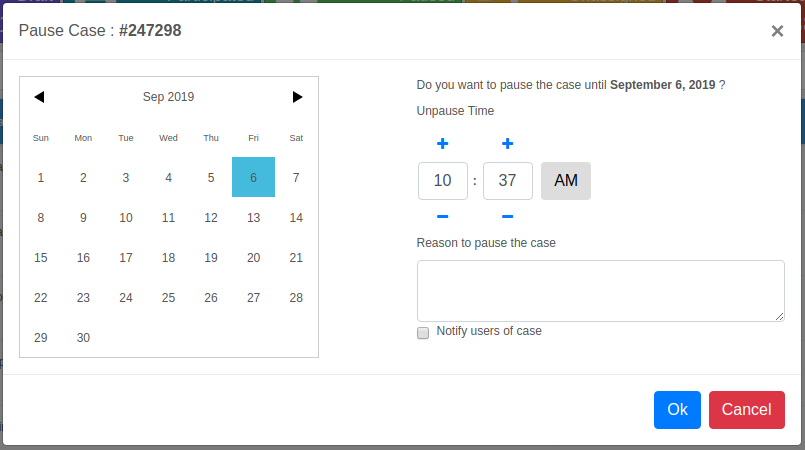 Pause Case : #247298
×
Sep 2019
Sun Mon Tue Wed Thu Fri Sat
1 2 3 4 5 6 7
8 9 10 11 12 13 14
15 16 17 18 19 20 21
22 23 24 25 26 27 28
29 30
Do you want to pause the case until September 6, 2019 ?
Unpause Time
10 : 37 AM
Reason to pause the case
Notify users of case
Ok Cancel